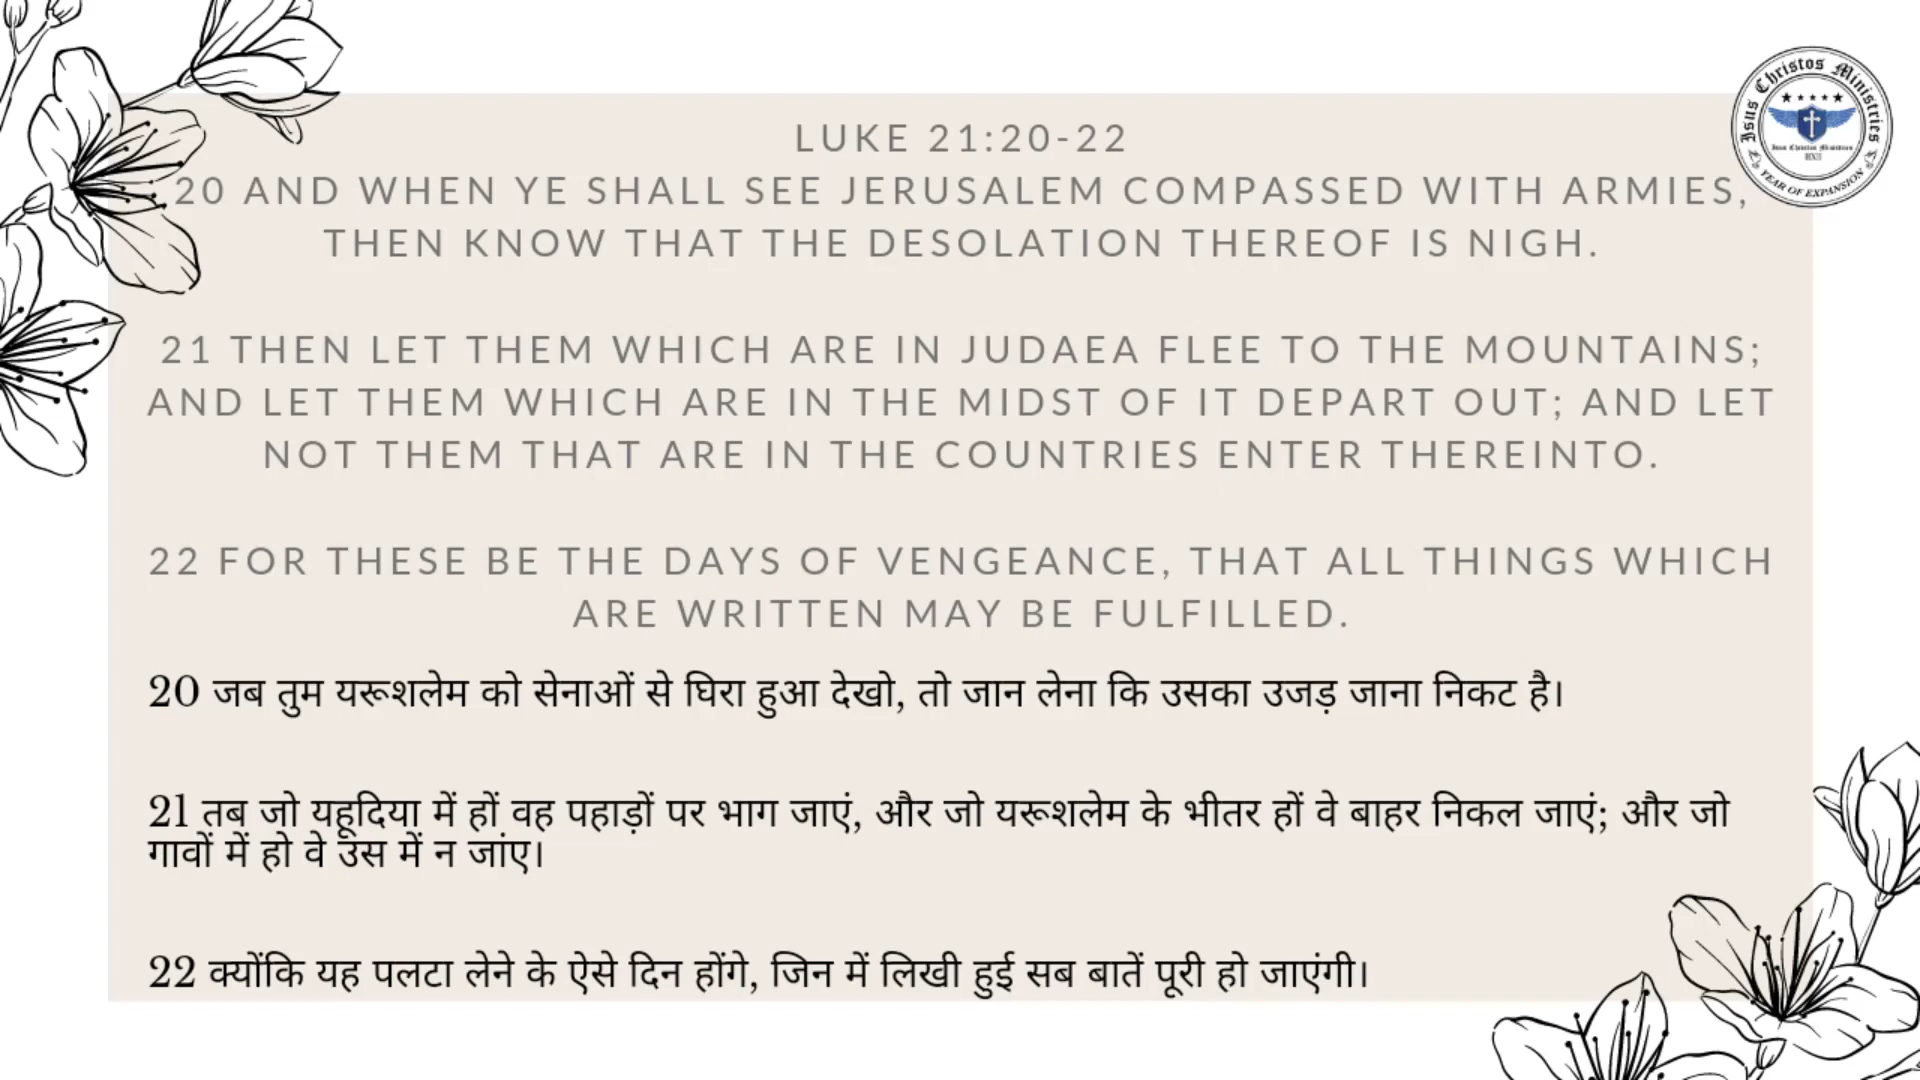 Jsus Christos Ministries
Jsus Christos Ministries
YEAR OF EXPANSION
LUKE 21:20-22
20 AND WHEN YE SHALL SEE JERUSALEM COMPASSED WITH ARMIES,
THEN KNOW THAT THE DESOLATION THEREOF IS NIGH.
21 THEN LET THEM WHICH ARE IN JUDAEA FLEE TO THE MOUNTAINS;
AND LET THEM WHICH ARE IN THE MIDST OF IT DEPART OUT; AND LET
NOT THEM THAT ARE IN THE COUNTRIES ENTER THEREINTO.
22 FOR THESE BE THE DAYS OF VENGEANCE, THAT ALL THINGS WHICH
ARE WRITTEN MAY BE FULFILLED.
20 जब तुम यरूशलेम को सेनाओं से घिरा हुआ देखो, तो जान लेना कि उसका उजड़ जाना निकट है।
21 तब जो यहूदिया में हों वह पहाड़ों पर भाग जाएं, और जो यरूशलेम के भीतर हों वे बाहर निकल जाएं; और जो
गावों में हो वे उस में न जांए।
22 क्योंकि यह पलटा लेने के ऐसे दिन होंगे, जिन में लिखी हुई सब बातें पूरी हो जाएंगी।